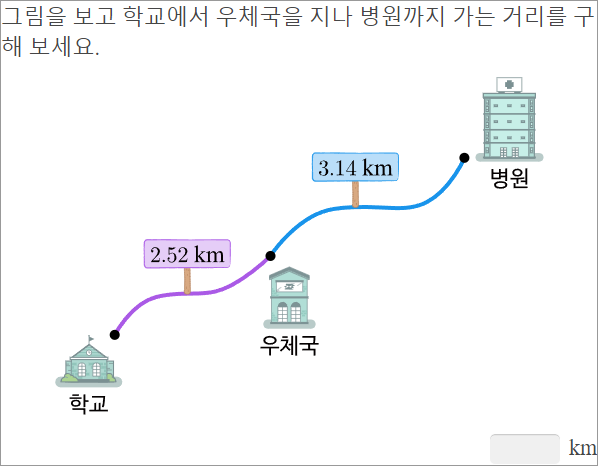 그림을 보고 학교에서 우체국을 지나 병원까지 가는 거리를 구
해 보세요.
3.14 km
병원
2.52 km
우체국
학교
km